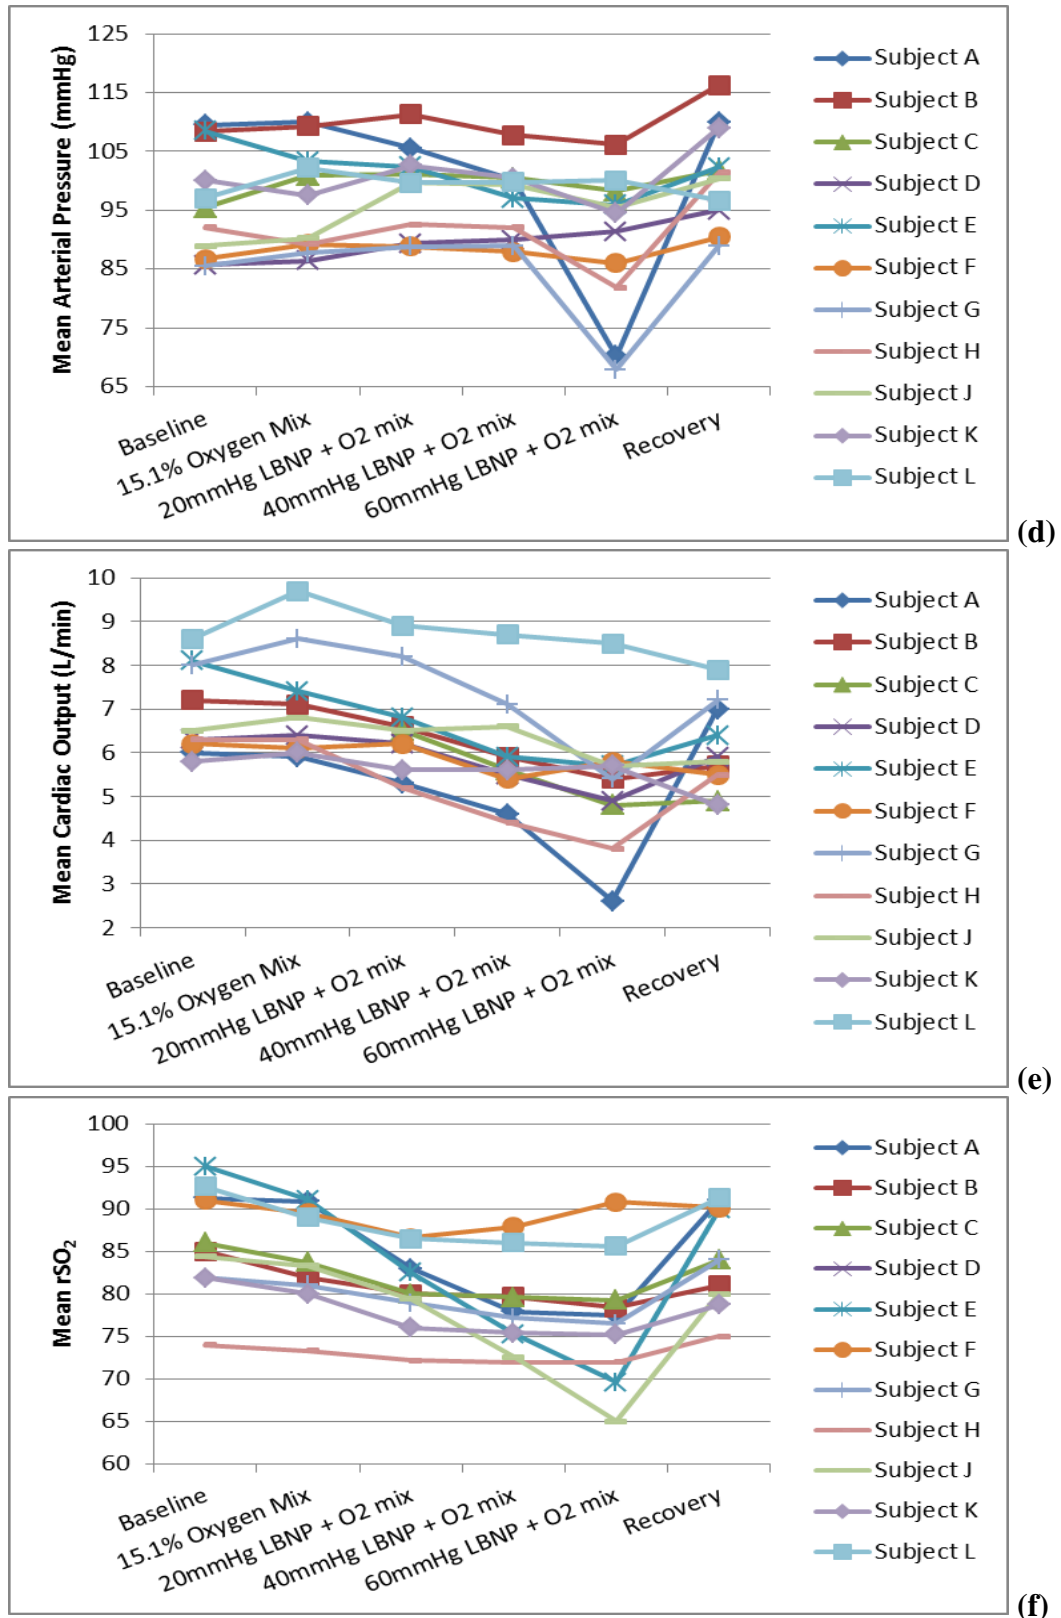 Mean Arterial Pressure (mmHg)
125
115
105
95
85
75
65
Baseline
15.1% Oxygen Mix
20mmHg LBNP + O2 mix
40mmHg LBNP + O2 mix
60mmHg LBNP + O2 mix
Recovery
Subject A
Subject B
Subject C
Subject D
Subject E
Subject F
Subject G
Subject H
Subject J
Subject K
Subject L
(d)
Mean Cardiac Output (L/min)
10
9
8
7
6
5
4
3
2
Baseline
15.1% Oxygen Mix
20mmHg LBNP + O2 mix
40mmHg LBNP + O2 mix
60mmHg LBNP + O2 mix
Recovery
Subject A
Subject B
Subject C
Subject D
Subject E
Subject F
Subject G
Subject H
Subject J
Subject K
Subject L
(e)
Mean rSO₂
100
95
90
85
80
75
70
65
60
Baseline
15.1% Oxygen Mix
20mmHg LBNP + O2 mix
40mmHg LBNP + O2 mix
60mmHg LBNP + O2 mix
Recovery
Subject A
Subject B
Subject C
Subject D
Subject E
Subject F
Subject G
Subject H
Subject J
Subject K
Subject L
(f)